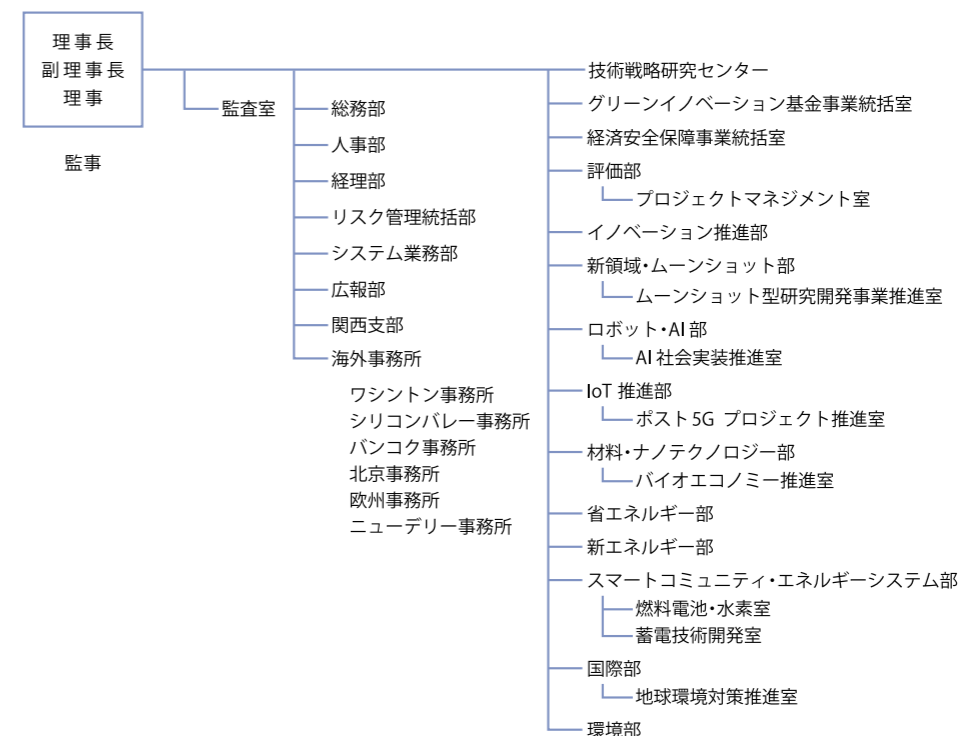 理事長
副理事長
理事
監事
監査室
総務部
人事部
経理部
リスク管理統括部
システム業務部
広報部
関西支部
海外事務所
ワシントン事務所
シリコンバレー事務所
バンコク事務所
北京事務所
欧州事務所
ニューデリー事務所
技術戦略研究センター
グリーンイノベーション基金事業統括室
経済安全保障事業統括室
評価部
プロジェクトマネジメント室
イノベーション推進部
新領域・ムーンショット部
ムーンショット型研究開発事業推進室
ロボット・AI部
AI社会実装推進室
IoT推進部
ポスト5G プロジェクト推進室
材料・ナノテクノロジー部
バイオエコノミー推進室
省エネルギー部
新エネルギー部
スマートコミュニティ・エネルギーシステム部
燃料電池・水素室
蓄電技術開発室
国際部
地球環境対策推進室
環境部